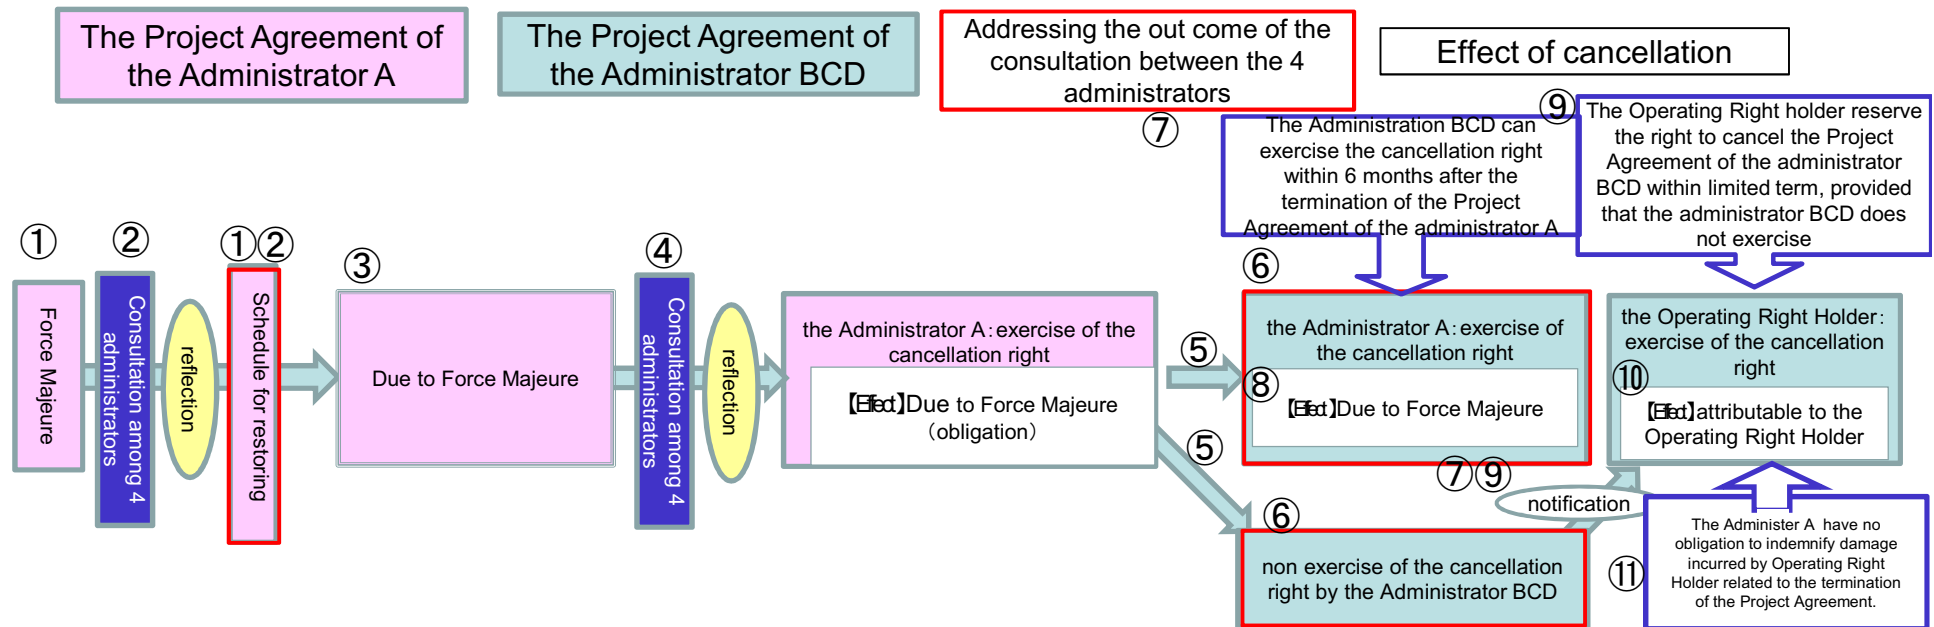 The Project Agreement of
the Administrator A
The Project Agreement of
the Administrator BCD
Addressing the out come of the
consultation between the 4
administrators
Effect of cancellation
⑦
The Administration BCD can
exercise the cancellation right
within 6 months after the
termination of the Project
Agreement of the administrator A
⑨
The Operating Right holder reserve
the right to cancel the Project
Agreement of the administrator
BCD within limited term, provided
that the administrator BCD does
not exercise
①
Force Majeure
②
Consultation among 4
administrators
reflection
①②
Schedule for restoring
③
Due to Force Majeure
④
Consultation among 4
administrators
reflection
the Administrator A：exercise of the
cancellation right
【Effect】Due to Force Majeure
（obligation）
⑤
⑤
⑥
the Administrator A：exercise of
the cancellation right
⑧
【Effect】Due to Force Majeure
⑦⑨
⑥
non exercise of the cancellation
right by the Administrator BCD
notification
the Operating Right Holder：
exercise of the cancellation
right
⑩
【Effect】attributable to the
Operating Right Holder
⑪
The Administer A have no
obligation to indemnify damage
incurred by Operating Right
Holder related to the termination
of the Project Agreement.